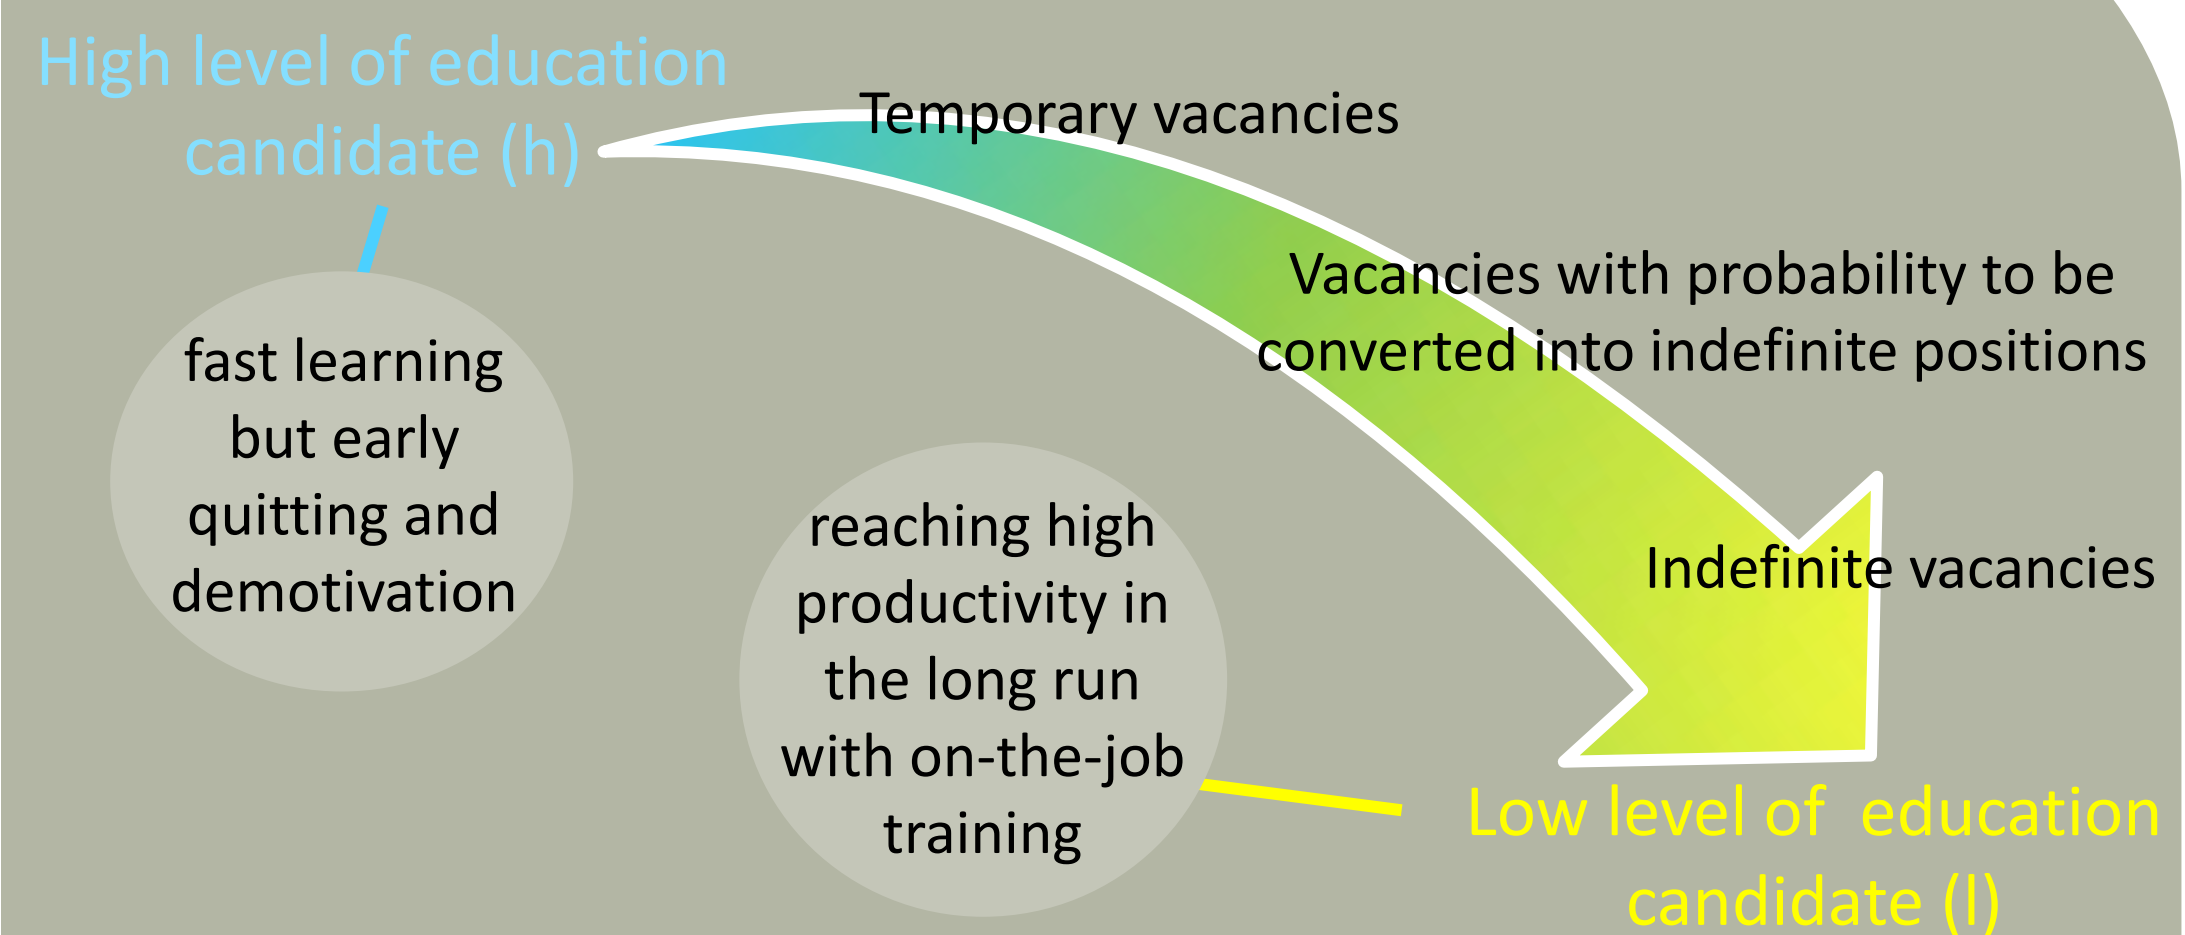 High level of education
candidate (h)
Temporary vacancies
Vacancies with probability to be
converted into indefinite positions
Indefinite vacancies
fast learning
but early
quitting and
demotivation
reaching high
productivity in
the long run
with on-the-job
training
Low level of  education
candidate (l)